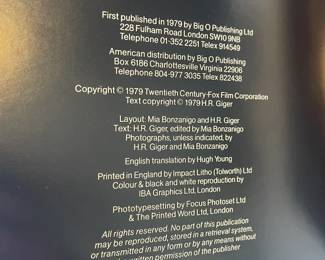 First published in 1979 by Big O Publishing Ltd
228 Fulham Road London SW10 9NB
Telephone 01-352 2251 Telex 914549
American distribution by Big O Publishing
Box 6186 Charlottesville Virginia 22906
Telephone 804-977 3035 Telex 822438
Copyright © 1979 Twentieth Century-Fox Film Corporation
Text copyright © 1979 H.R. Giger
Layout: Mia Bonzanigo and H.R. Giger
Text: H.R. Giger, edited by Mia Bonzanigo
Photographs, unless indicated, by
H.R. Giger and Mia Bonzanigo
English translation by Hugh Young
Printed in England by Impact Litho (Tolworth) Ltd
Colour & black and white reproduction by
IBA Graphics Ltd, London
Phototypesetting by Focus Photoset Ltd
& The Printed Word Ltd, London
All rights reserved. No part of this publication
may be reproduced, stored in a retrieval system,
or transmitted in any form or by any means without
written permission of the publisher